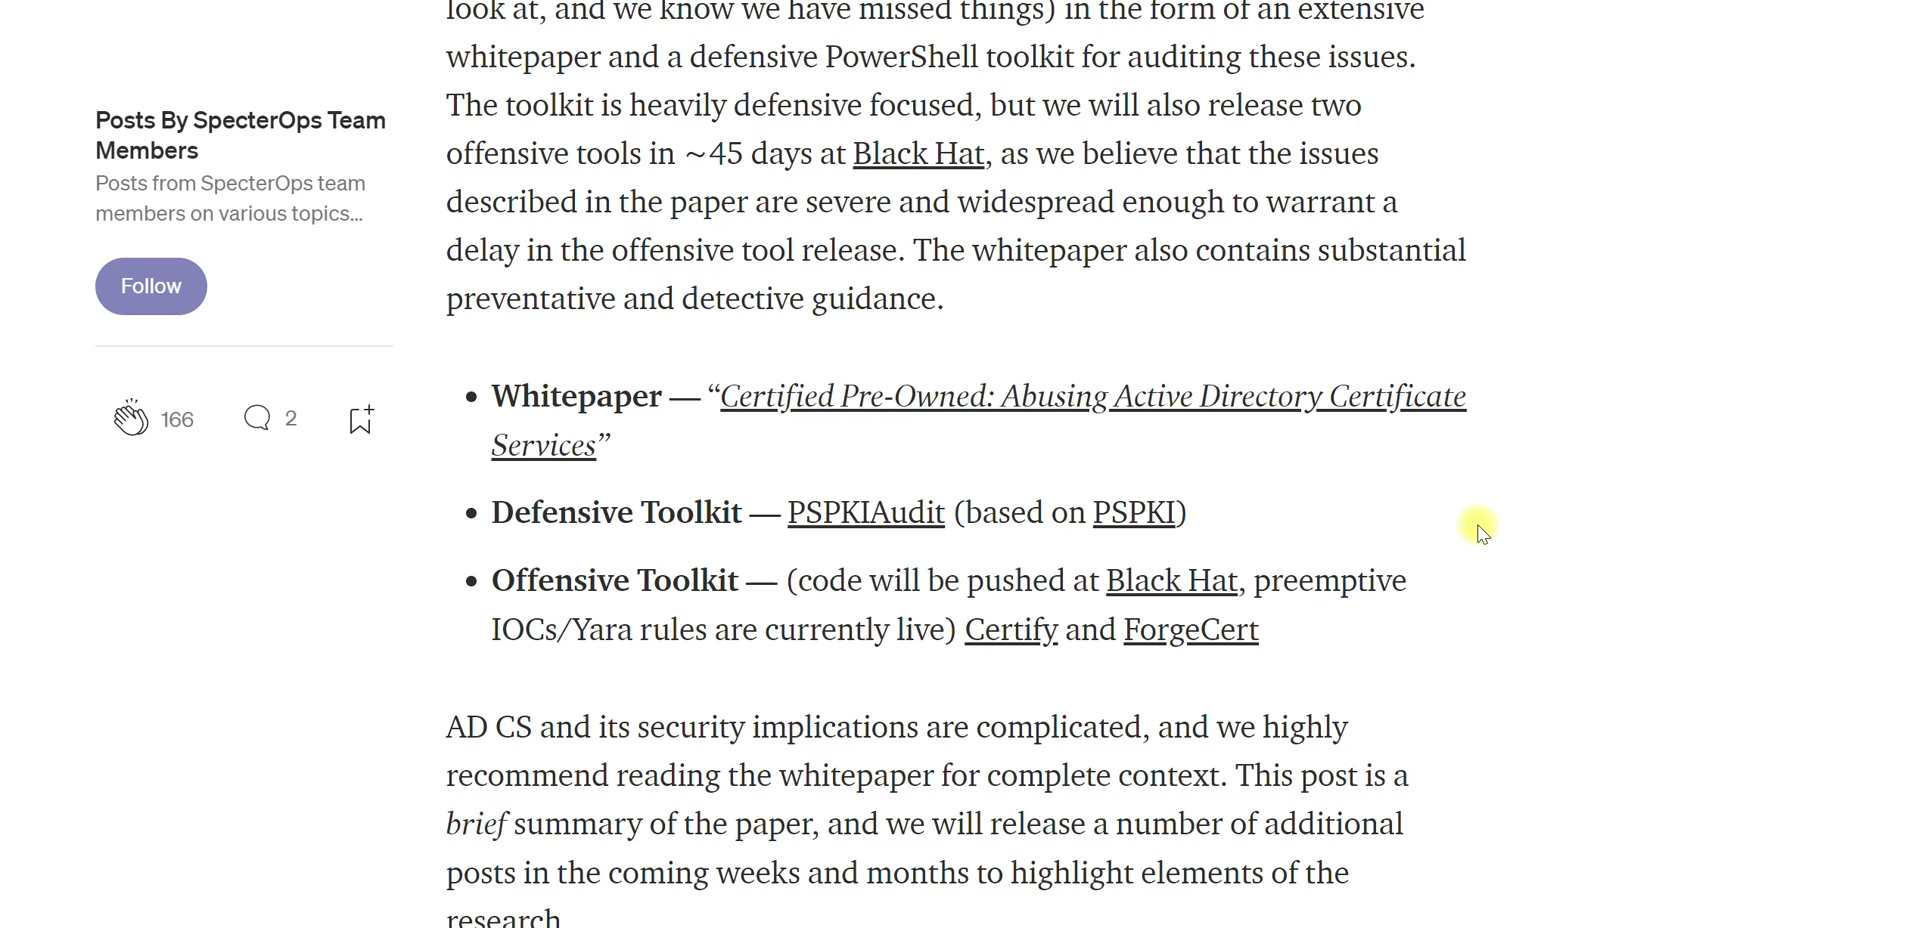 look at, and we know we have missed things) in the form of an extensive
whitepaper and a defensive PowerShell toolkit for auditing these issues.
The toolkit is heavily defensive focused, but we will also release two
offensive tools in ~45 days at Black Hat, as we believe that the issues
described in the paper are severe and widespread enough to warrant a
delay in the offensive tool release. The whitepaper also contains substantial
preventative and detective guidance.
Posts By SpecterOps Team
Members
Posts from SpecterOps team
members on various topics...
Follow
166
2
• Whitepaper — “Certified Pre-Owned: Abusing Active Directory Certificate
Services”
• Defensive Toolkit — PSPKIAudit (based on PSPKI)
• Offensive Toolkit — (code will be pushed at Black Hat, preemptive
IOCs/Yara rules are currently live) Certify and ForgeCert
AD CS and its security implications are complicated, and we highly
recommend reading the whitepaper for complete context. This post is a
brief summary of the paper, and we will release a number of additional
posts in the coming weeks and months to highlight elements of the
research